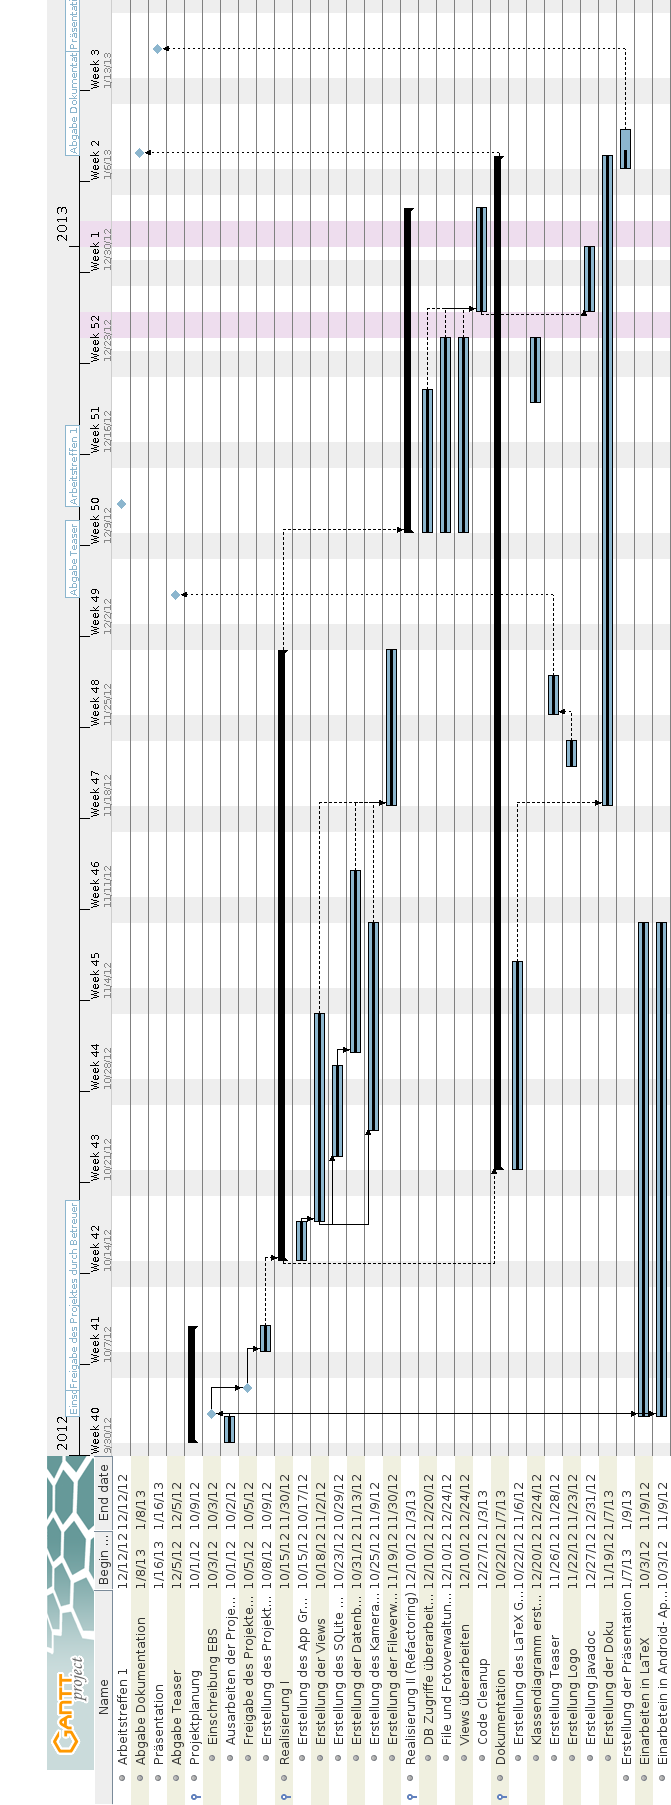 GANTT
project
Name Begin ... End date
Arbeitstreffen 1 12/12/12 12/12/12
Abgabe Dokumentation 1/8/13 1/8/13
Präsentation 1/16/13 1/16/13
Abgabe Teaser 12/5/12 12/5/12
Projektplanung 10/1/12 10/9/12
Einschreibung EBS 10/3/12 10/3/12
Ausarbeiten der Proje... 10/1/12 10/2/12
Freigabe des Projekte... 10/5/12 10/5/12
Erstellung des Projekt... 10/8/12 10/9/12
Realisierung I 10/15/12 11/30/12
Erstellung des App Gr... 10/15/12 10/17/12
Erstellung der Views 10/18/12 11/2/12
Erstellung des SQLite ... 10/23/12 10/29/12
Erstellung der Datenb... 10/31/12 11/13/12
Erstellung des Kamera... 10/25/12 11/9/12
Erstellung der Fileverw... 11/19/12 11/30/12
Realisierung II (Refactoring) 12/10/12 1/3/13
DB Zugriffe überarbeit... 12/10/12 12/20/12
File und Fotoverwaltun... 12/10/12 12/24/12
Views überarbeiten 12/10/12 12/24/12
Code Cleanup 12/27/12 1/3/13
Dokumentation 10/22/12 1/7/13
Erstellung des LaTeX G... 10/22/12 11/6/12
Klassendiagramm erst... 12/20/12 12/24/12
Erstellung Teaser 11/26/12 11/28/12
Erstellung Logo 11/22/12 11/23/12
Erstellung Javadoc 12/27/12 12/31/12
Erstellung der Doku 11/19/12 1/7/13
Erstellung der Präsentation 1/7/13 1/9/13
Einarbeiten in LaTeX 10/3/12 11/9/12
Einarbetein in Android- Ap... 10/3/12 11/9/12
Freigabe des Projektes durch Betreuer
Abgabe Teaser
Arbeitstreffen 1
Abgabe Dokumentat
Präsentati
2012
2013
Week 40
9/30/12
Week 41
10/7/12
Week 42
10/14/12
Week 43
10/21/12
Week 44
10/28/12
Week 45
11/4/12
Week 46
11/11/12
Week 47
11/18/12
Week 48
11/25/12
Week 49
12/2/12
Week 50
12/9/12
Week 51
12/16/12
Week 52
12/23/12
Week 1
12/30/12
Week 2
1/6/13
Week 3
1/13/13